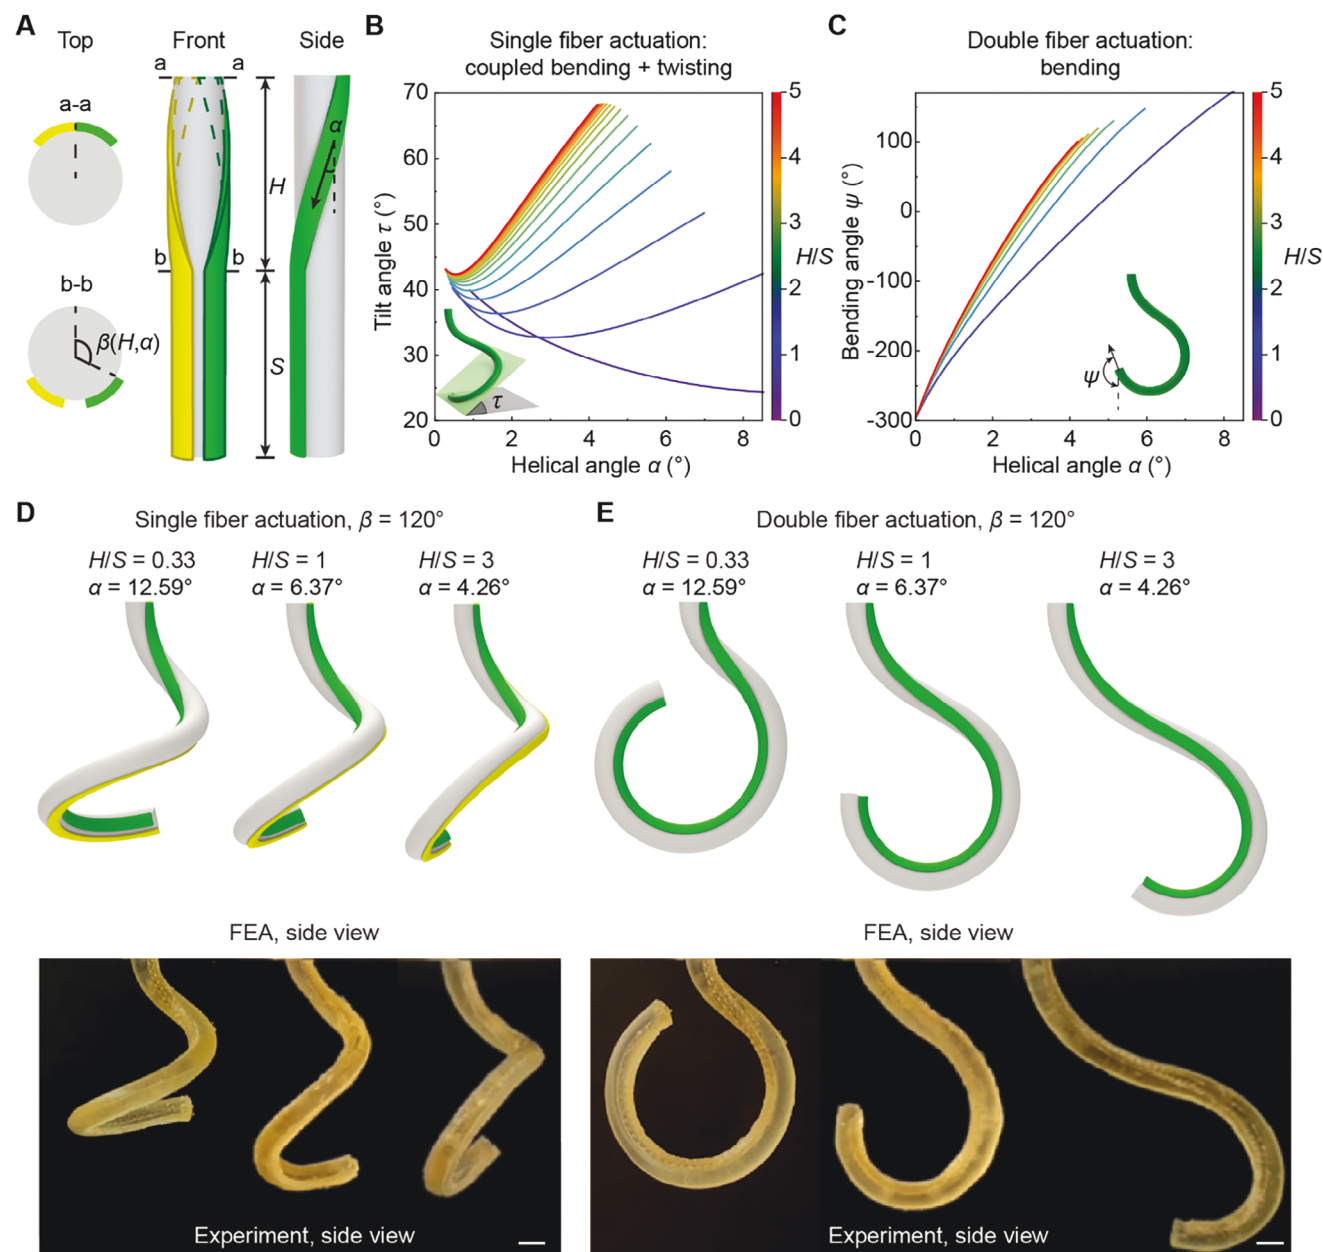 A
Top
Front
Side
a
a
a-a
α
H
b
b
b-b
β(H,α)
S
B
Single fiber actuation:
coupled bending + twisting
70
60
50
40
30
20
Tilt angle τ (°)
τ
0
2
4
6
8
Helical angle α (°)
5
4
3
2
1
0
H/S
C
Double fiber actuation:
bending
100
0
-100
-200
-300
Bending angle ψ (°)
ψ
0
2
4
6
8
Helical angle α (°)
5
4
3
2
1
0
H/S
D
Single fiber actuation, β = 120°
H/S = 0.33
α = 12.59°
H/S = 1
α = 6.37°
H/S = 3
α = 4.26°
FEA, side view
Experiment, side view
E
Double fiber actuation, β = 120°
H/S = 0.33
α = 12.59°
H/S = 1
α = 6.37°
H/S = 3
α = 4.26°
FEA, side view
Experiment, side view